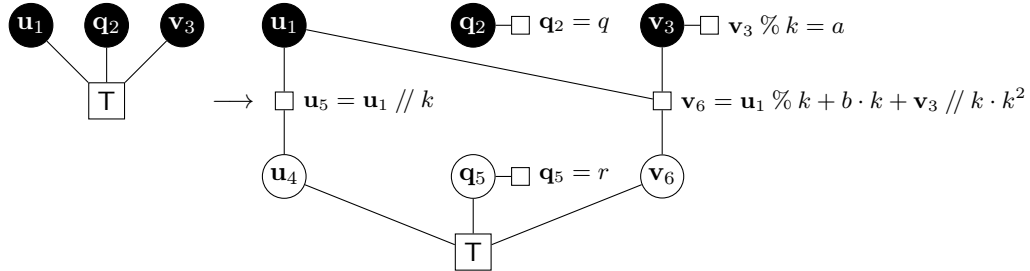 u₁ q₂ v₃ u₁ q₂ q₂ = q v₃ v₃ % k = a
T ⟶ u₅ = u₁ // k v₆ = u₁ % k + b · k + v₃ // k · k²
u₄ q₅ q₅ = r v₆
T